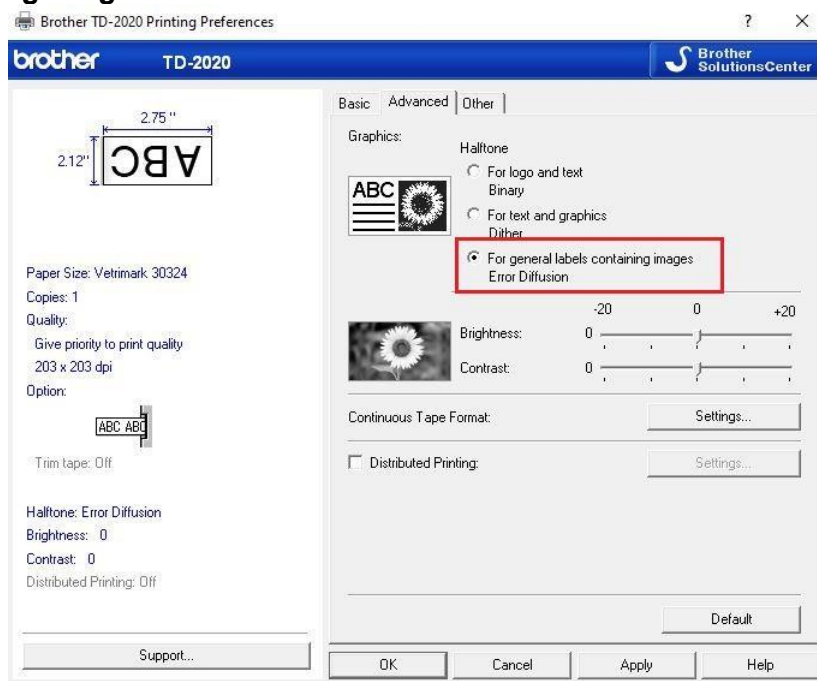 Brother TD-2020 Printing Preferences
? X
brother TD-2020
Brother
SolutionsCenter
2.75 "
2.12"
ABC
Paper Size: Vetrimark 30324
Copies: 1
Quality:
Give priority to print quality
203 x 203 dpi
Option:
ABC ABC
Trim tape: Off
Halftone: Error Diffusion
Brightness: 0
Contrast: 0
Distributed Printing: Off
Support...
Basic Advanced Other
Graphics:
Halftone
ABC
For logo and text
Binary
For text and graphics
Dither
For general labels containing images
Error Diffusion
-20 0 +20
Brightness: 0
Contrast: 0
Continuous Tape Format: Settings...
Distributed Printing: Settings...
Default
OK Cancel Apply Help